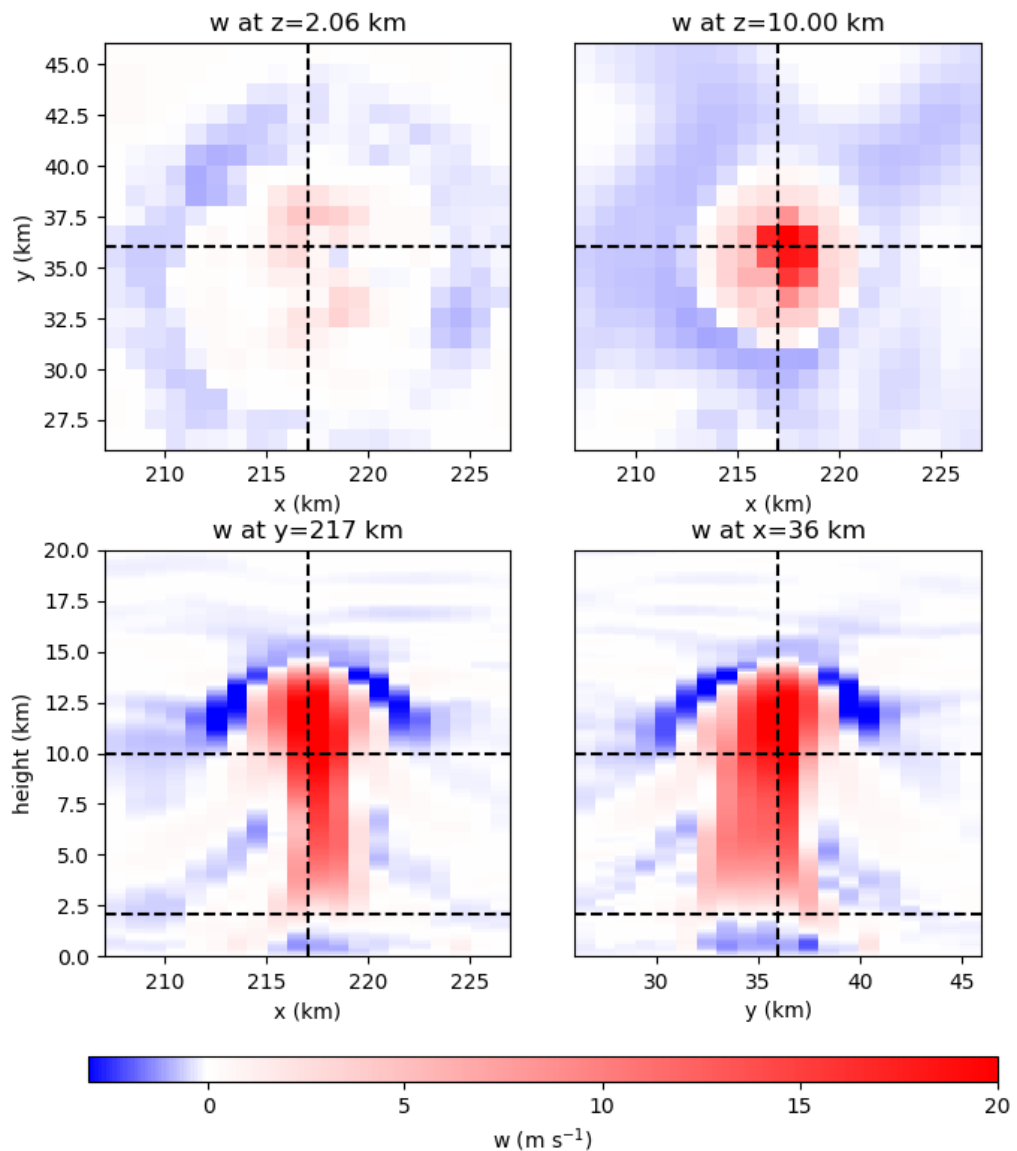 w at z=2.06 km
w at z=10.00 km
45.0
42.5
40.0
37.5
35.0
32.5
30.0
27.5
y (km)
210 215 220 225
x (km)
210 215 220 225
x (km)
w at y=217 km
w at x=36 km
20.0
17.5
15.0
12.5
10.0
7.5
5.0
2.5
0.0
height (km)
210 215 220 225
x (km)
30 35 40 45
y (km)
0 5 10 15 20
w (m s⁻¹)